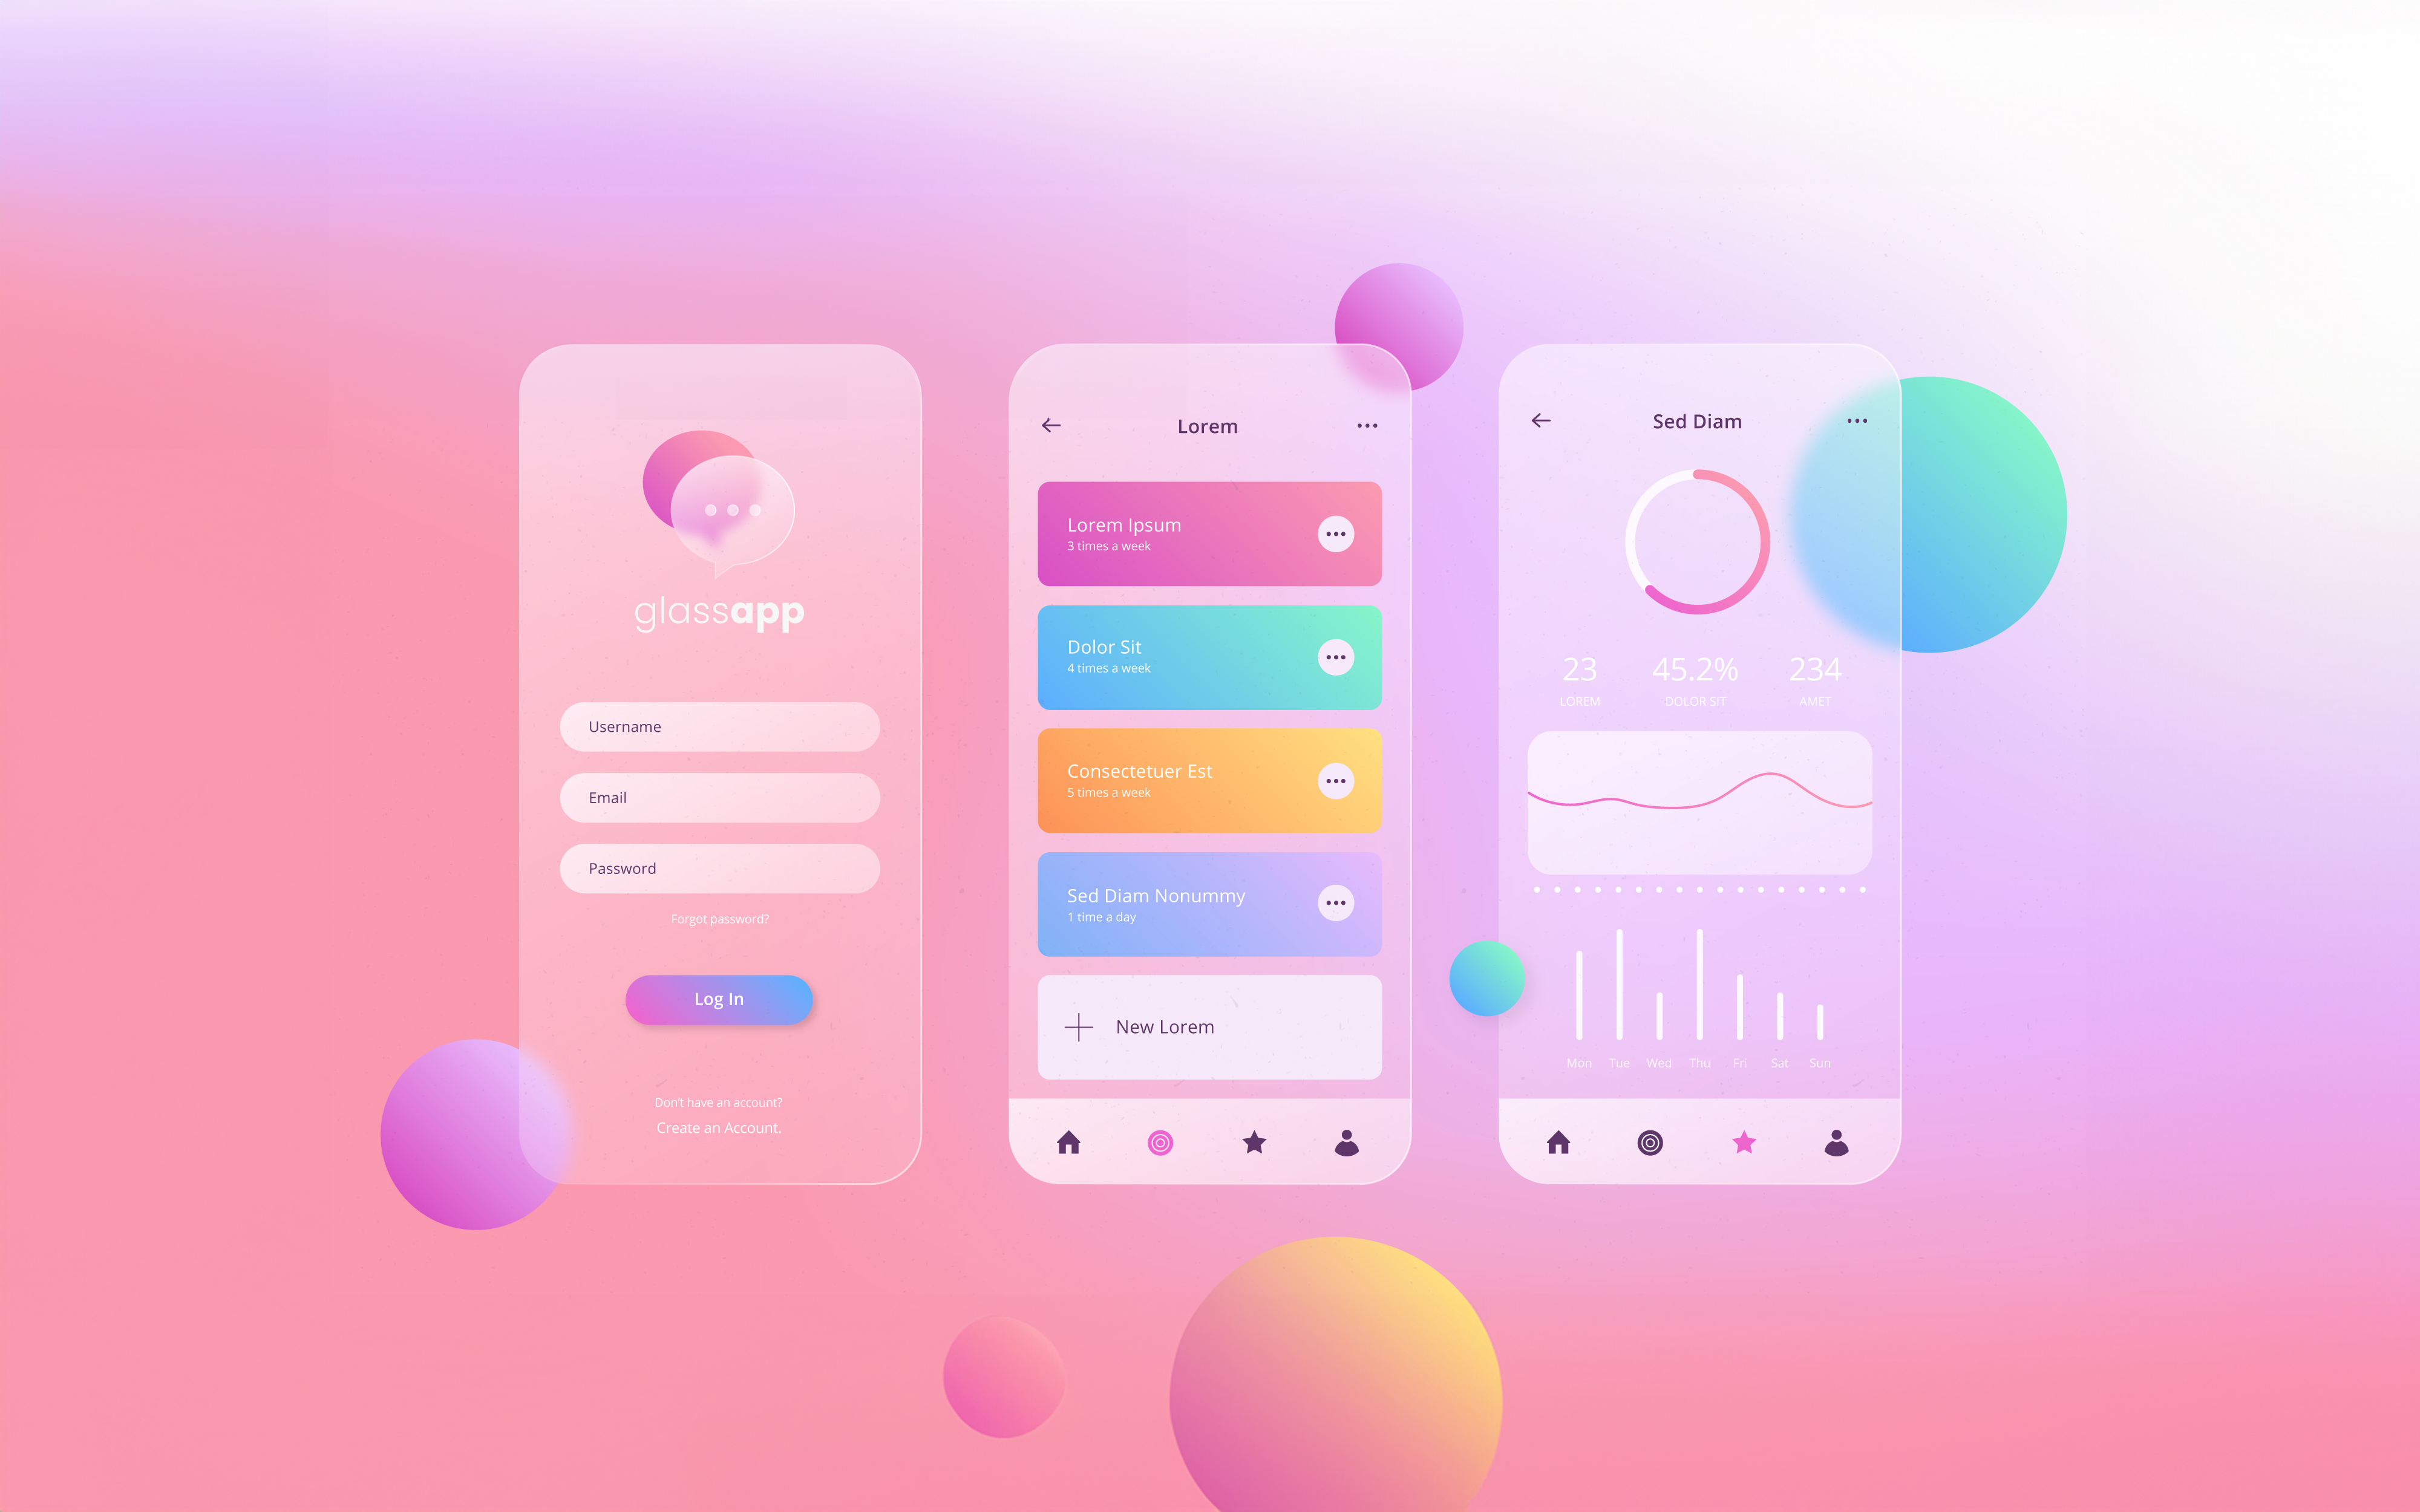 glassapp
Username
Email
Password
Forgot password?
Log In
Don't have an account?
Create an Account.
Lorem
Lorem Ipsum
3 times a week
Dolor Sit
4 times a week
Consectetuer Est
5 times a week
Sed Diam Nonummy
1 time a day
New Lorem
Sed Diam
23 45.2% 234
LOREM DOLOR SIT AMET
Mon Tue Wed Thu Fri Sat Sun